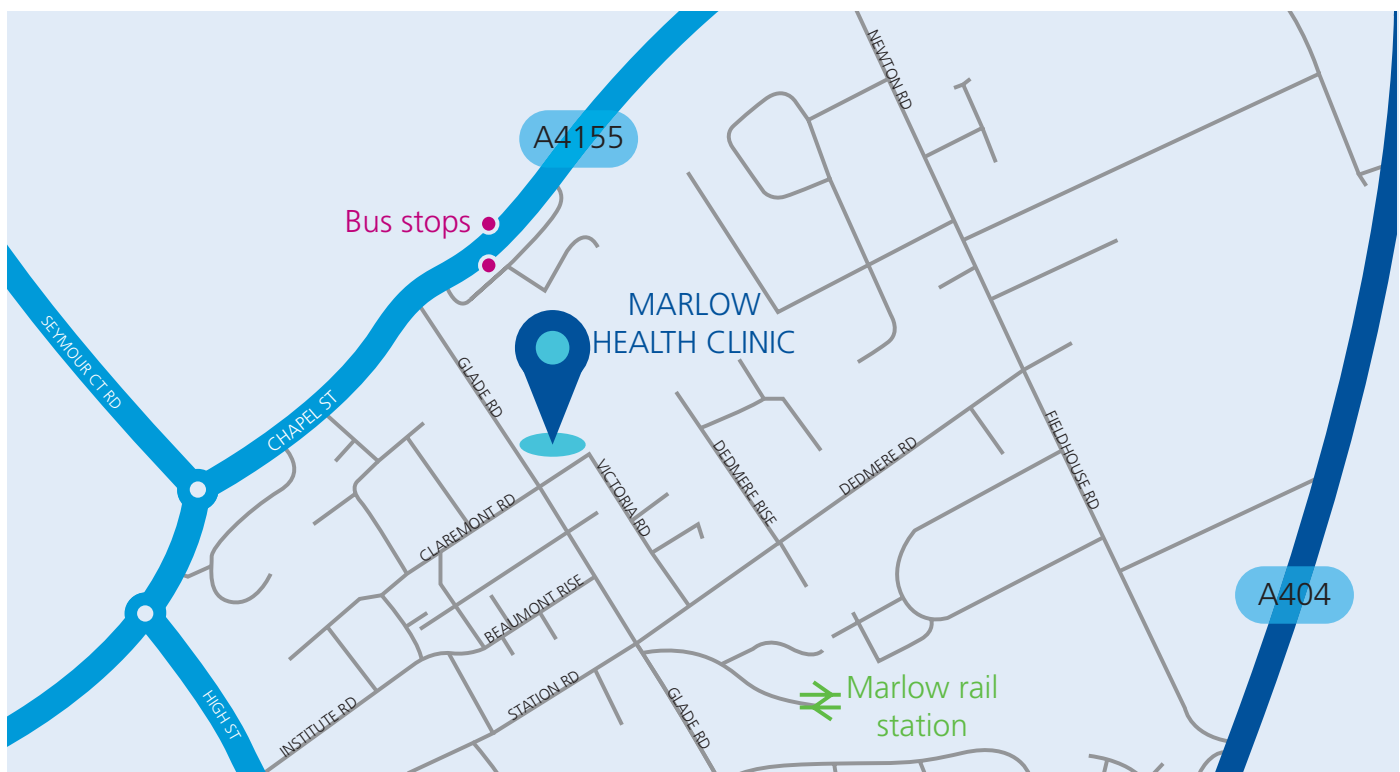 NEWTON RD
A4155
Bus stops
MARLOW
HEALTH CLINIC
SEYMOUR CT RD
CHAPEL ST
GLADE RD
DEDMERE RISE
DEDMERE RD
FIELDHOUSE RD
VICTORIA RD
CLAREMONT RD
BEAUMONT RISE
A404
HIGH ST
INSTITUTE RD
STATION RD
GLADE RD
Marlow rail
station